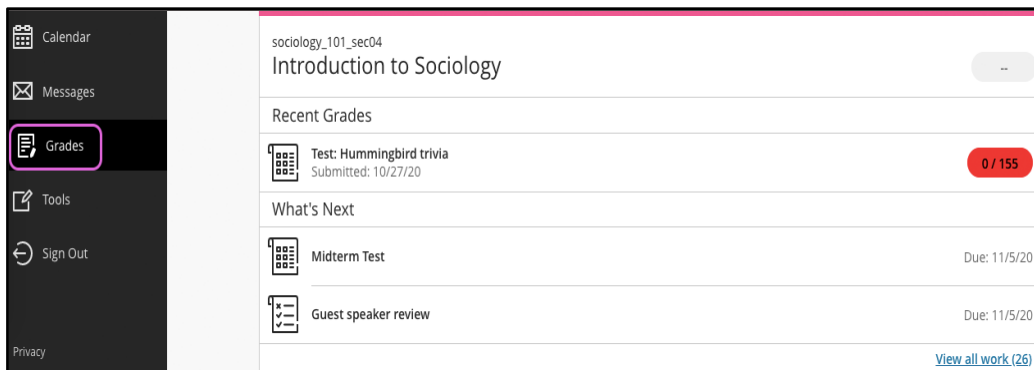 Calendar
Messages
Grades
Tools
Sign Out
Privacy
sociology_101_sec04
Introduction to Sociology
--
Recent Grades
Test: Hummingbird trivia
Submitted: 10/27/20
0 / 155
What's Next
Midterm Test
Due: 11/5/20
Guest speaker review
Due: 11/5/20
View all work (26)